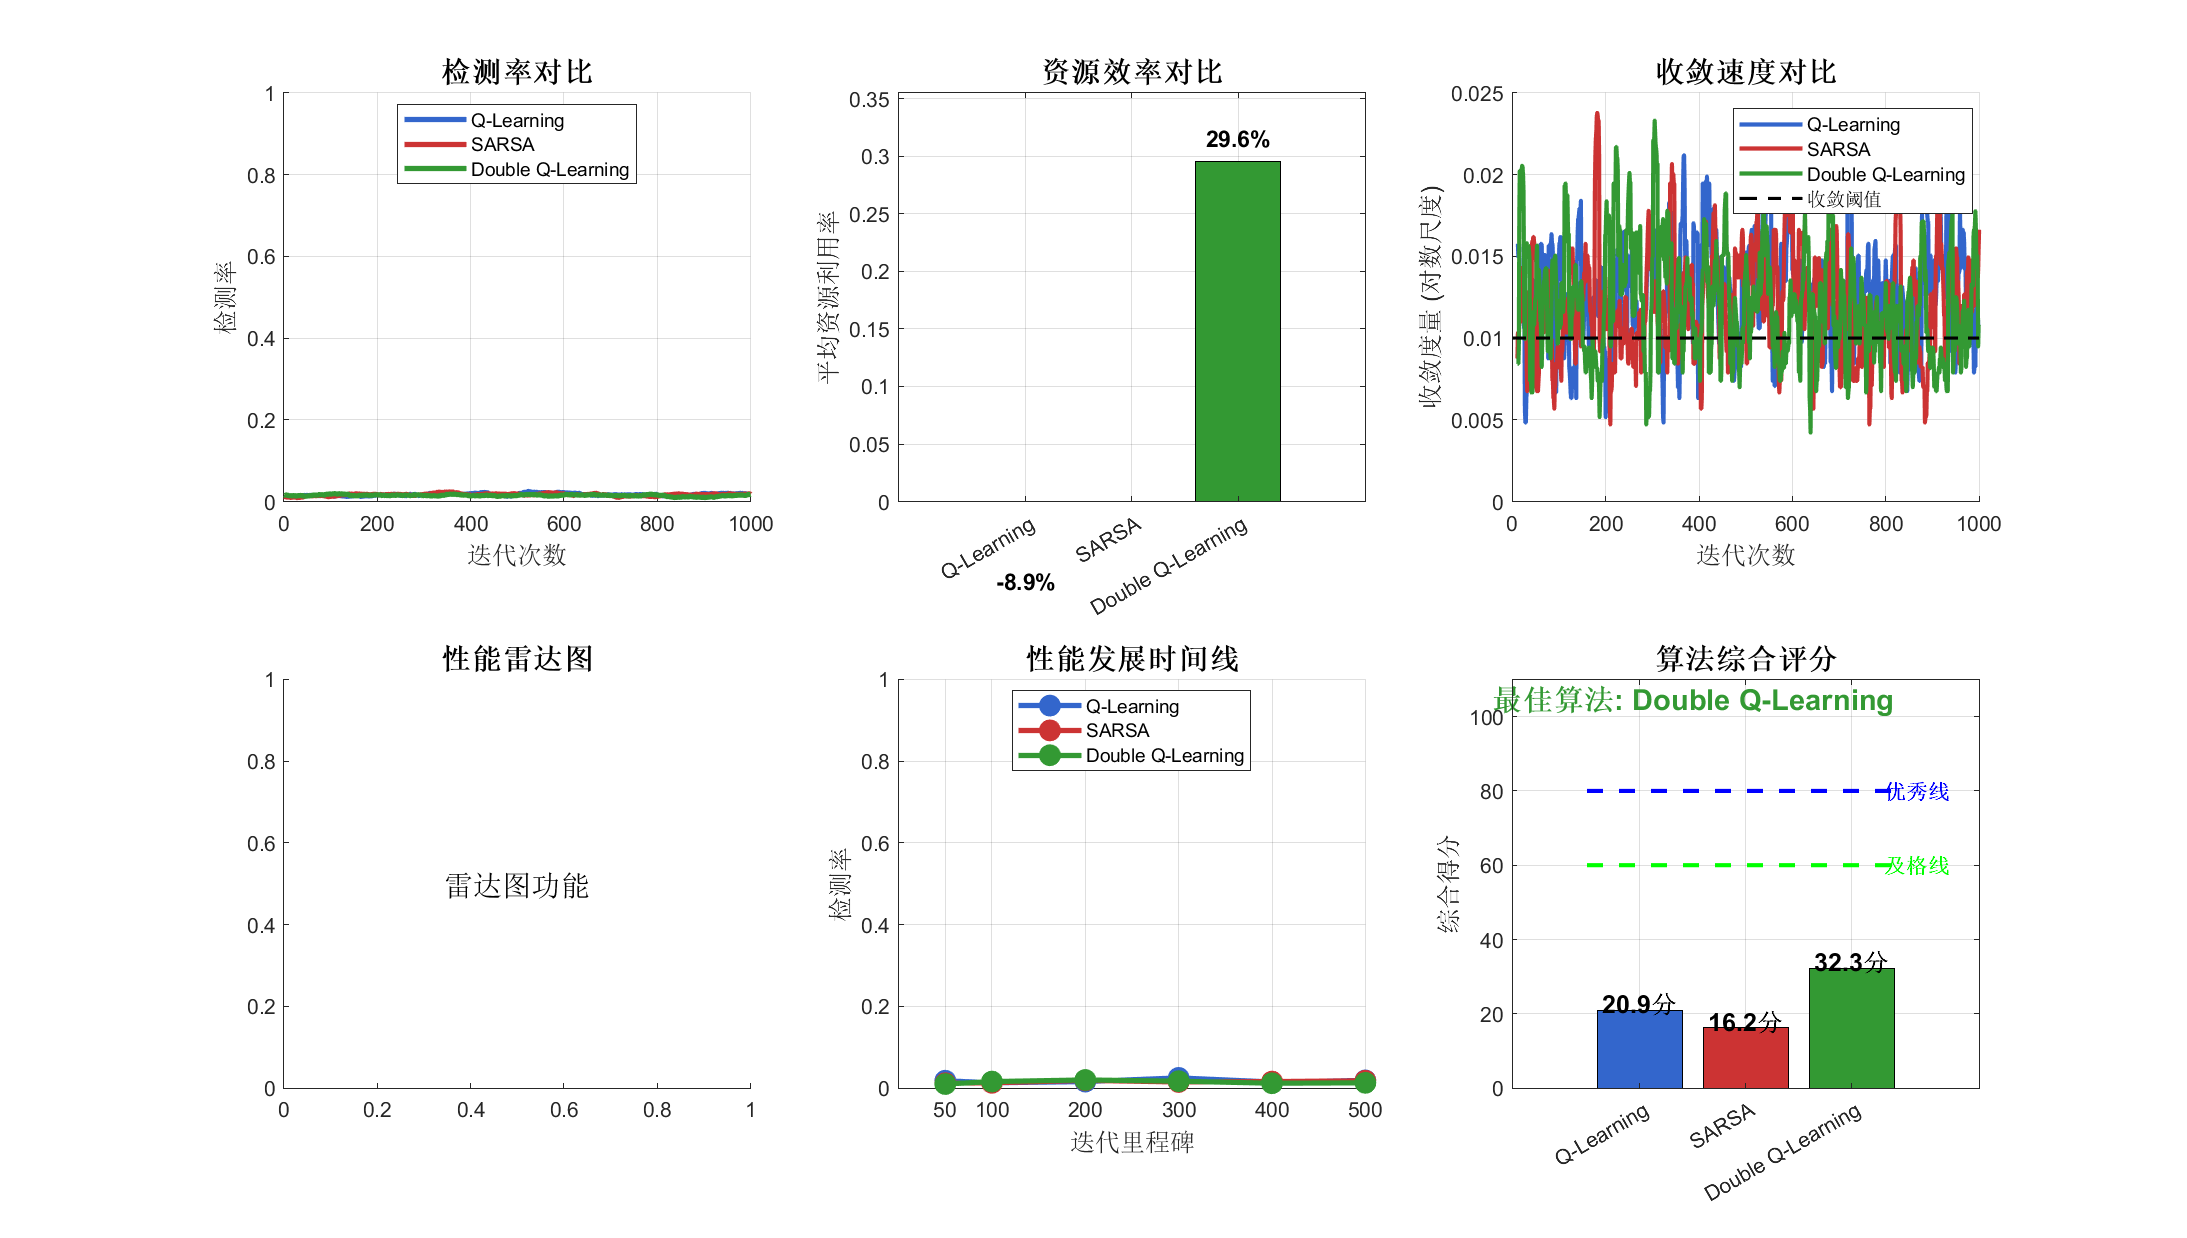 检测率对比
1
0.8
0.6
0.4
0.2
0
0
200
400
600
800
1000
检测率
迭代次数
Q-Learning
SARSA
Double Q-Learning
资源效率对比
0.35
0.3
0.25
0.2
0.15
0.1
0.05
0
平均资源利用率
29.6%
-8.9%
Q-Learning
SARSA
Double Q-Learning
收敛速度对比
0.025
0.02
0.015
0.01
0.005
0
0
200
400
600
800
1000
收敛度量 (对数尺度)
迭代次数
Q-Learning
SARSA
Double Q-Learning
收敛阈值
性能雷达图
1
0.8
0.6
0.4
0.2
0
0
0.2
0.4
0.6
0.8
1
雷达图功能
性能发展时间线
1
0.8
0.6
0.4
0.2
0
50
100
200
300
400
500
检测率
迭代里程碑
Q-Learning
SARSA
Double Q-Learning
算法综合评分
最佳算法: Double Q-Learning
100
80
60
40
20
0
综合得分
优秀线
及格线
20.9分
16.2分
32.3分
Q-Learning
SARSA
Double Q-Learning